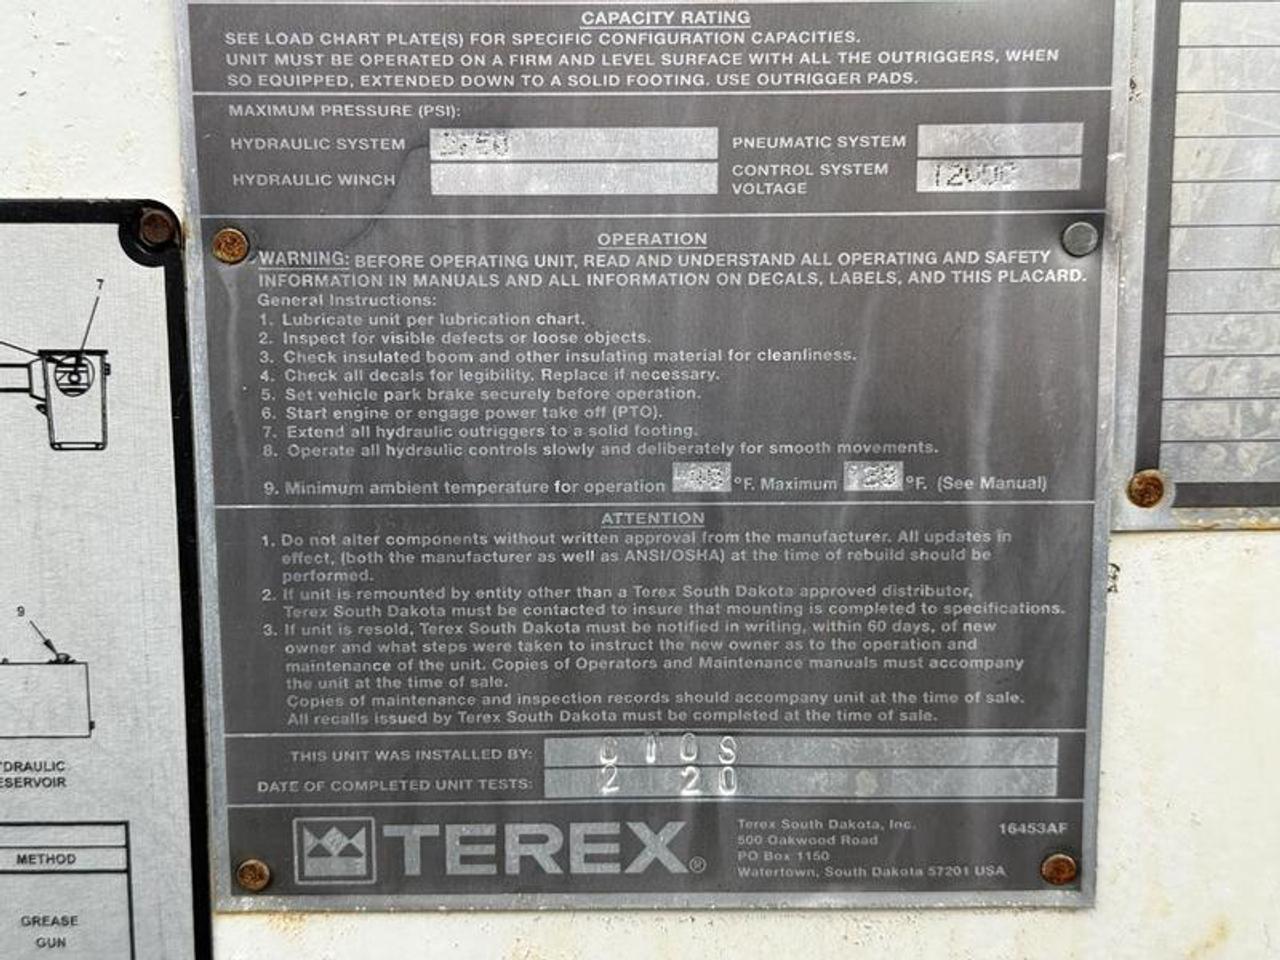 CAPACITY RATING
SEE LOAD CHART PLATE(S) FOR SPECIFIC CONFIGURATION CAPACITIES.
UNIT MUST BE OPERATED ON A FIRM AND LEVEL SURFACE WITH ALL THE OUTRIGGERS, WHEN
SO EQUIPPED, EXTENDED DOWN TO A SOLID FOOTING. USE OUTRIGGER PADS.
MAXIMUM PRESSURE (PSI):
HYDRAULIC SYSTEM
PNEUMATIC SYSTEM
HYDRAULIC WINCH
CONTROL SYSTEM
VOLTAGE
12VDC
OPERATION
WARNING: BEFORE OPERATING UNIT, READ AND UNDERSTAND ALL OPERATING AND SAFETY
INFORMATION IN MANUALS AND ALL INFORMATION ON DECALS, LABELS, AND THIS PLACARD.
General Instructions:
1. Lubricate unit per lubrication chart.
2. Inspect for visible defects or loose objects.
3. Check insulated boom and other insulating material for cleanliness.
4. Check all decals for legibility. Replace if necessary.
5. Set vehicle park brake securely before operation.
6. Start engine or engage power take off (PTO).
7. Extend all hydraulic outriggers to a solid footing.
8. Operate all hydraulic controls slowly and deliberately for smooth movements.
9. Minimum ambient temperature for operation °F. Maximum °F. (See Manual)
ATTENTION
1. Do not alter components without written approval from the manufacturer. All updates in
effect, (both the manufacturer as well as ANSI/OSHA) at the time of rebuild should be
performed.
2. If unit is remounted by entity other than a Terex South Dakota approved distributor,
Terex South Dakota must be contacted to insure that mounting is completed to specifications.
3. If unit is resold, Terex South Dakota must be notified in writing, within 60 days, of new
owner and what steps were taken to instruct the new owner as to the operation and
maintenance of the unit. Copies of Operators and Maintenance manuals must accompany
the unit at the time of sale.
Copies of maintenance and inspection records should accompany unit at the time of sale.
All recalls issued by Terex South Dakota must be completed at the time of sale.
THIS UNIT WAS INSTALLED BY: CTOS
DATE OF COMPLETED UNIT TESTS: 2 20
TEREX®
Terex South Dakota, Inc.
500 Oakwood Road
PO Box 1150
Watertown, South Dakota 57201 USA
16453AF
7
9
YDRAULIC
ESERVOIR
METHOD
GREASE
GUN